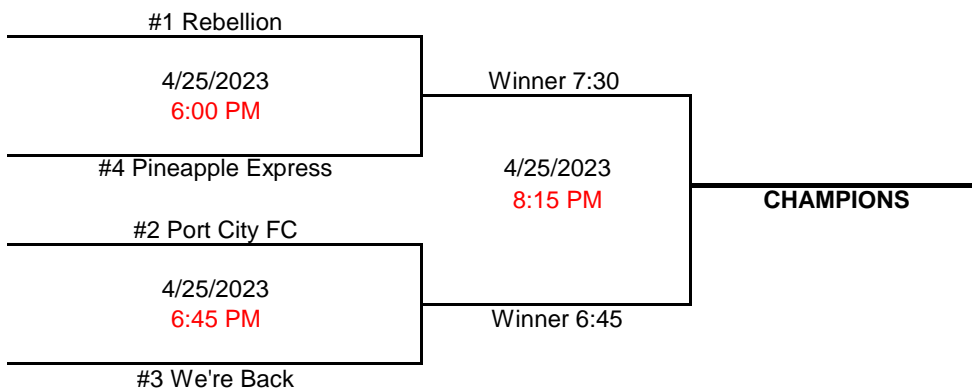 #1 Rebellion
4/25/2023
6:00 PM
Winner 7:30
#4 Pineapple Express
4/25/2023
8:15 PM
CHAMPIONS
#2 Port City FC
4/25/2023
6:45 PM
Winner 6:45
#3 We're Back